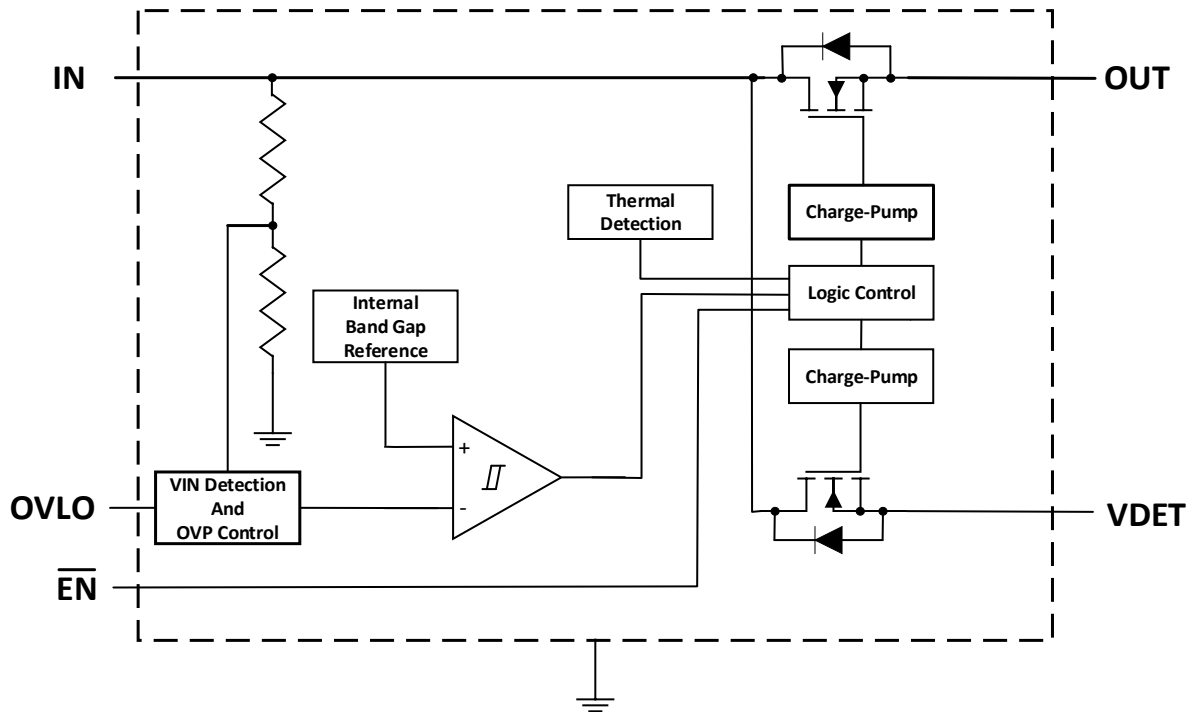 IN
OUT
Thermal
Detection
Charge-Pump
Logic Control
Internal
Band Gap
Reference
Charge-Pump
+
-
OVLO
VIN Detection
And
OVP Control
VDET
EN